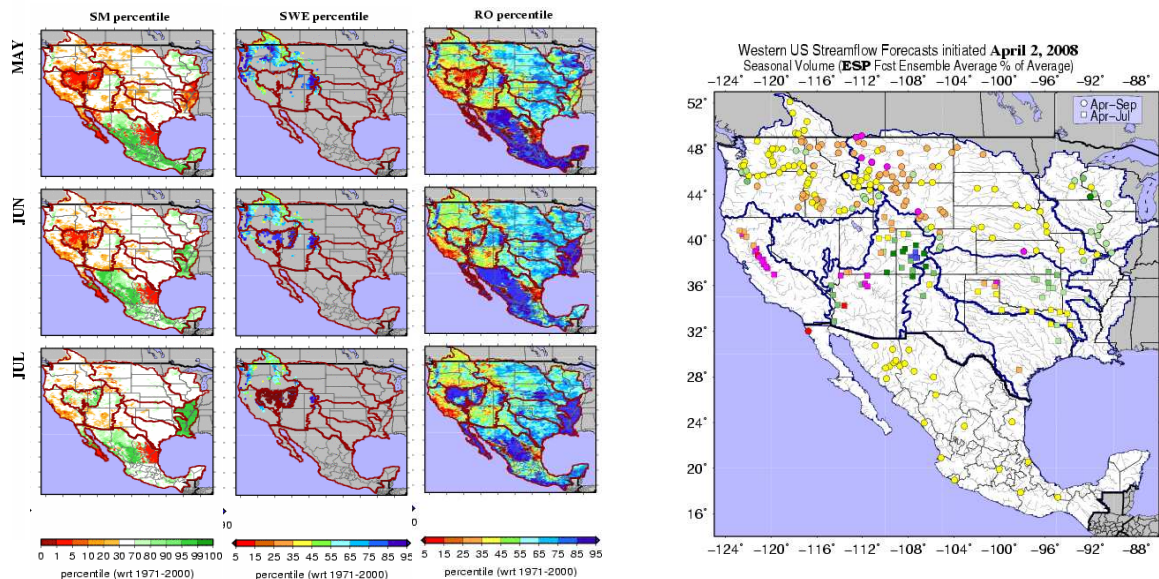 SM percentile SWE percentile RO percentile
MAY
JUN
JUL
00
0 1 5 10 20 30 70 80 90 95 99 100
percentile (wrt 1971-2000)
5 15 25 35 45 55 65 75 85 95
percentile (wrt 1971-2000)
5 15 25 35 45 55 65 75 85 95
percentile (wrt 1971-2000)
Western US Streamflow Forecasts initiated April 2, 2008
Seasonal Volume (ESP Fcst Ensemble Average % of Average)
−124° −120° −116° −112° −108° −104° −100° −96° −92° −88°
Apr-Sep
Apr-Jul
52°
48°
44°
40°
36°
32°
28°
24°
20°
16°
−124° −120° −116° −112° −108° −104° −100° −96° −92° −88°